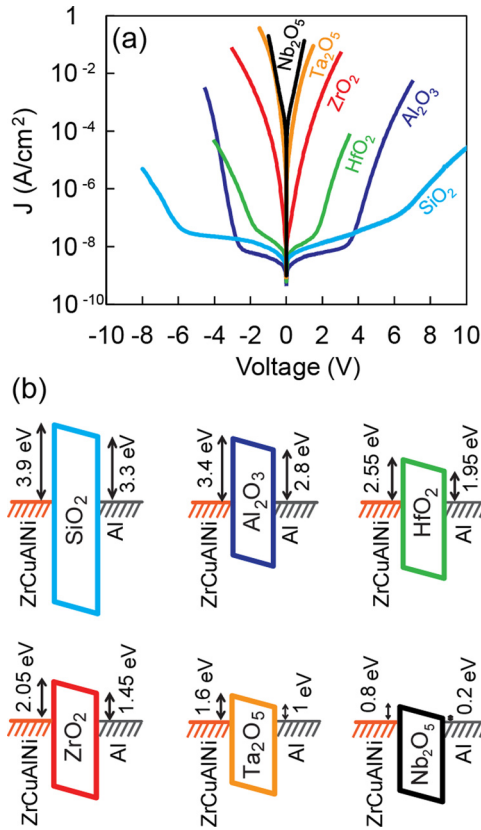 (a)
J (A/cm²)
1
10⁻²
10⁻⁴
10⁻⁶
10⁻⁸
10⁻¹⁰
Nb₂O₅
Ta₂O₅
ZrO₂
Al₂O₃
HfO₂
SiO₂
-10 -8 -6 -4 -2 0 2 4 6 8 10
Voltage (V)
(b)
3.9 eV
3.3 eV
ZrCuAlNi
SiO₂
Al
3.4 eV
2.8 eV
ZrCuAlNi
Al₂O₃
Al
2.55 eV
1.95 eV
ZrCuAlNi
HfO₂
Al
2.05 eV
1.45 eV
ZrCuAlNi
ZrO₂
Al
1.6 eV
1 eV
ZrCuAlNi
Ta₂O₅
Al
0.8 eV
0.2 eV
ZrCuAlNi
Nb₂O₅
Al